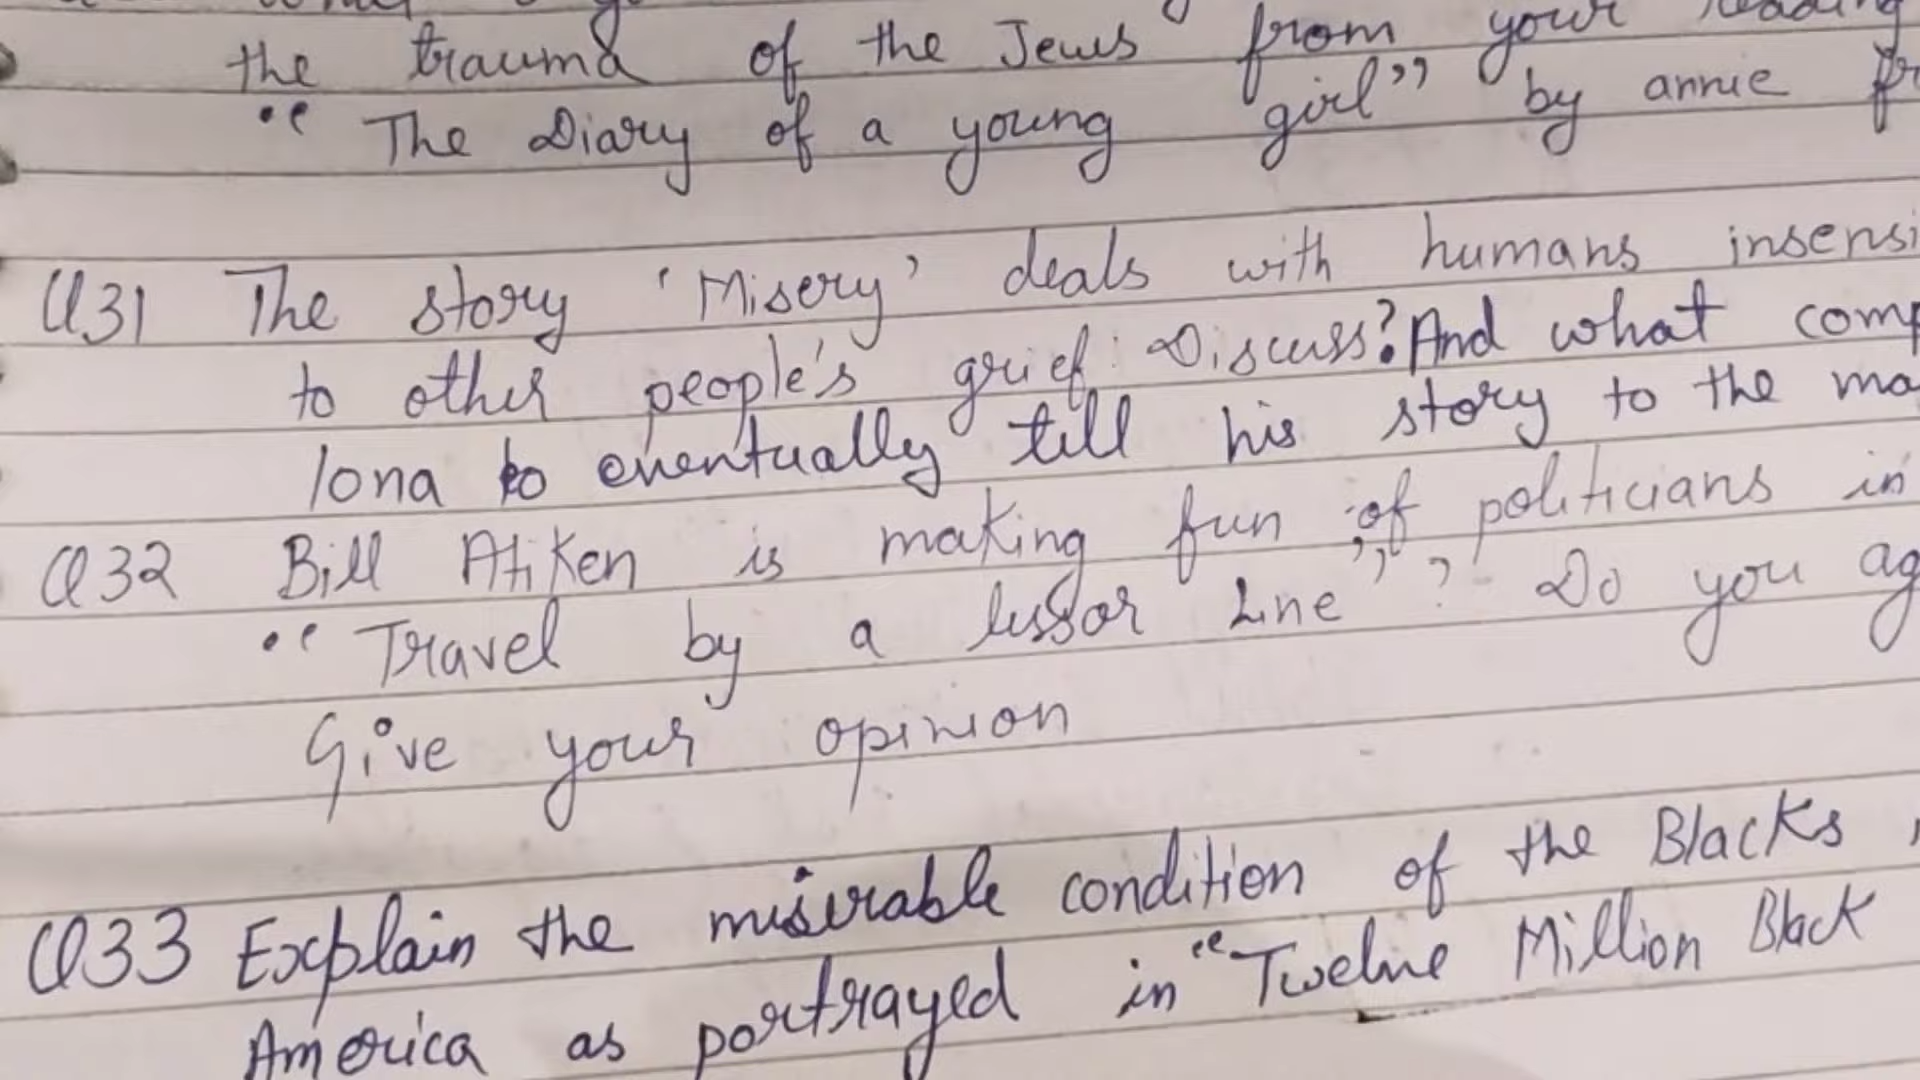 the trauma of the Jews from your
"The Diary of a young girl" by annie
Q31 The story 'Misery' deals with humans insensi
to other people's grief. Discuss? And what comp
Iona to eventually till his story to the ma
Q32 Bill Atiken is making fun of politicians in
"Travel by a lessor Line"? Do you ag
Give your opinion
Q33 Explain the miserable condition of the Blacks
America as portrayed in "Twelve Million Black